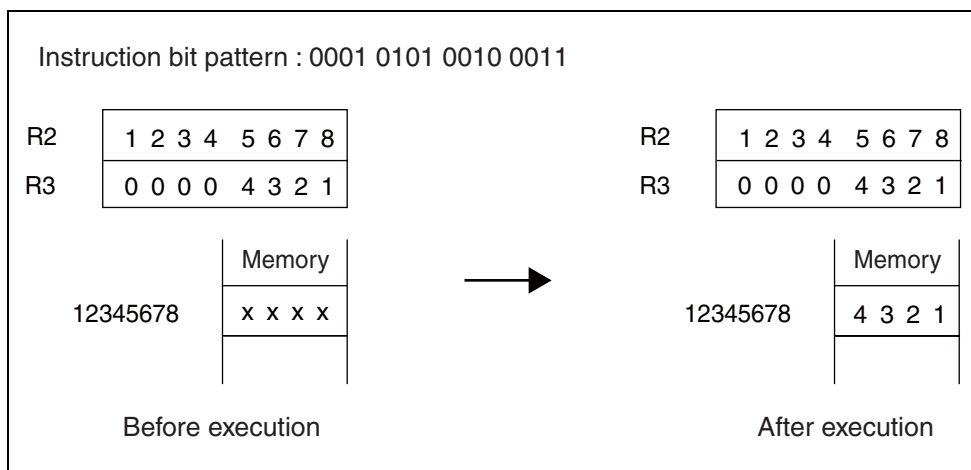 Instruction bit pattern : 0001 0101 0010 0011
R2 1 2 3 4 5 6 7 8 R2 1 2 3 4 5 6 7 8
R3 0 0 0 0 4 3 2 1 R3 0 0 0 0 4 3 2 1
Memory Memory
12345678 x x x x 12345678 4 3 2 1
Before execution After execution